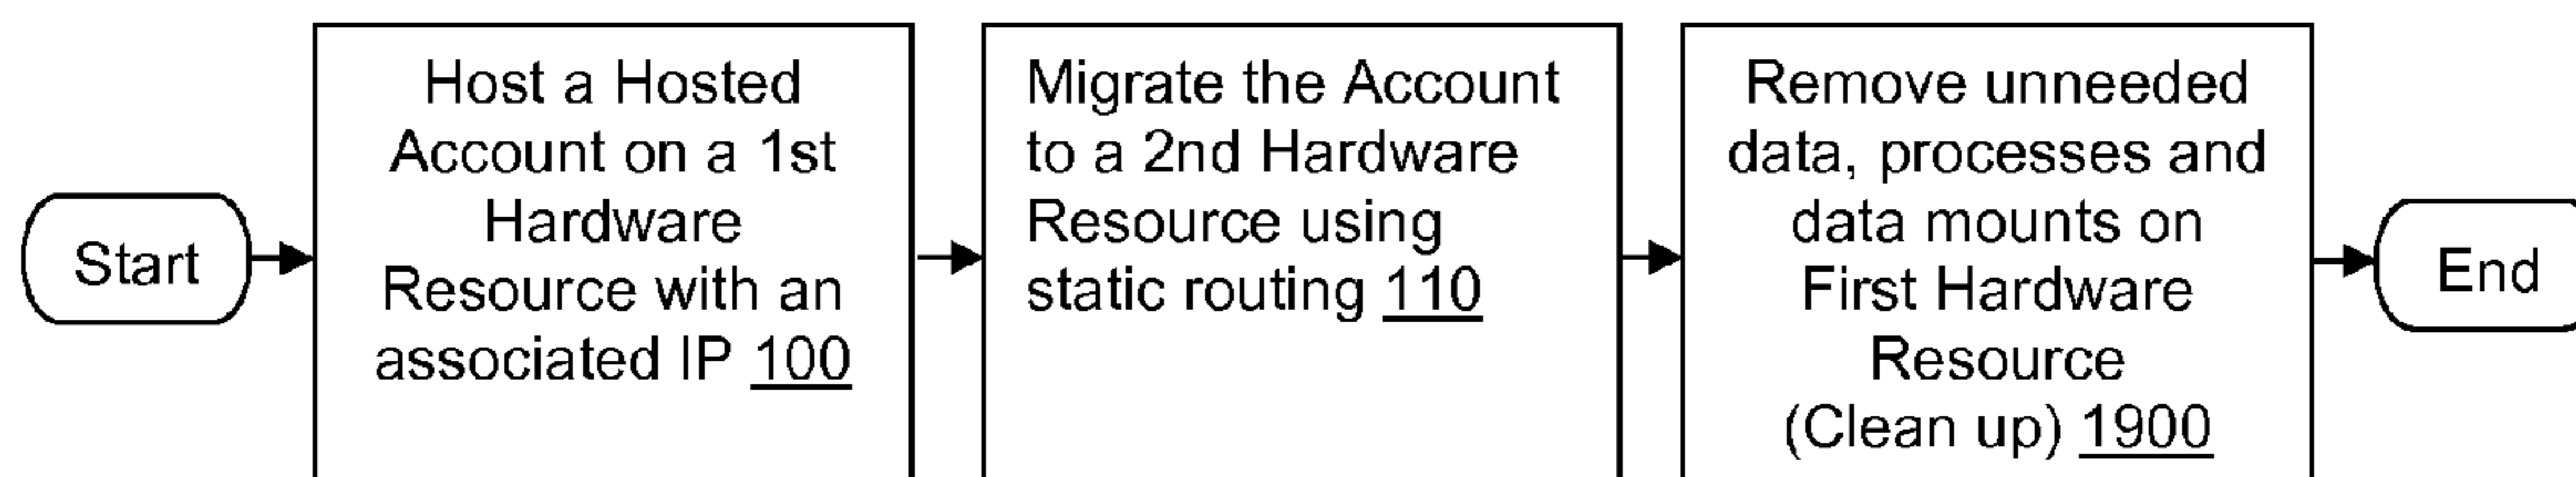 Start
Host a Hosted
Account on a 1st
Hardware
Resource with an
associated IP 100
Migrate the Account
to a 2nd Hardware
Resource using
static routing 110
Remove unneeded
data, processes and
data mounts on
First Hardware
Resource
(Clean up) 1900
End